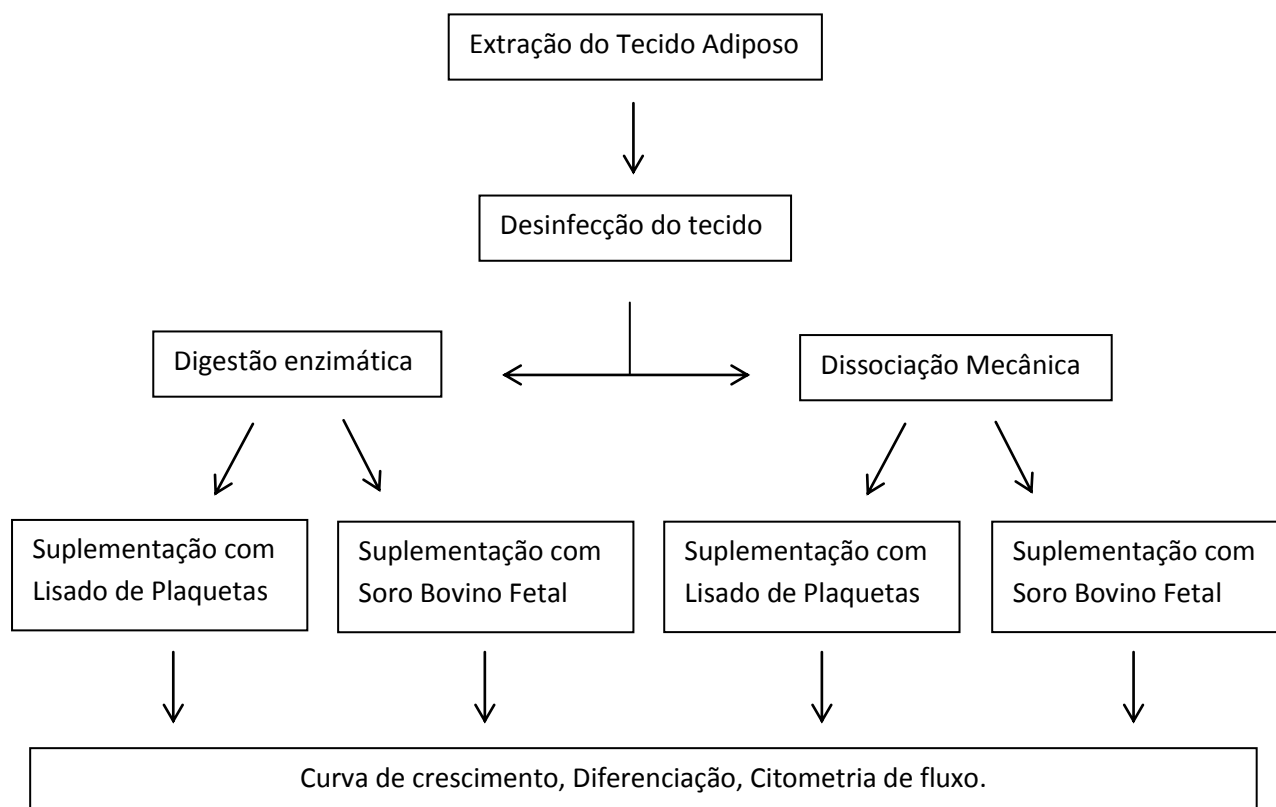 Extração do Tecido Adiposo
Desinfecção do tecido
Digestão enzimática
Dissociação Mecânica
Suplementação com
Lisado de Plaquetas
Suplementação com
Soro Bovino Fetal
Suplementação com
Lisado de Plaquetas
Suplementação com
Soro Bovino Fetal
Curva de crescimento, Diferenciação, Citometria de fluxo.